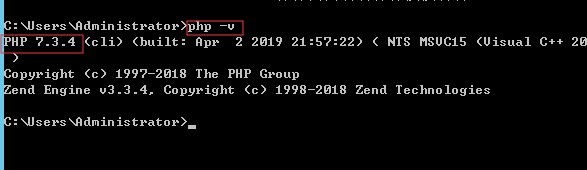 C:\Users\Administrator>php -v
PHP 7.3.4 (cli) (built: Apr  2 2019 21:57:22) ( NTS MSVC15 (Visual C++ 20
 )
Copyright (c) 1997-2018 The PHP Group
Zend Engine v3.3.4, Copyright (c) 1998-2018 Zend Technologies
C:\Users\Administrator>_